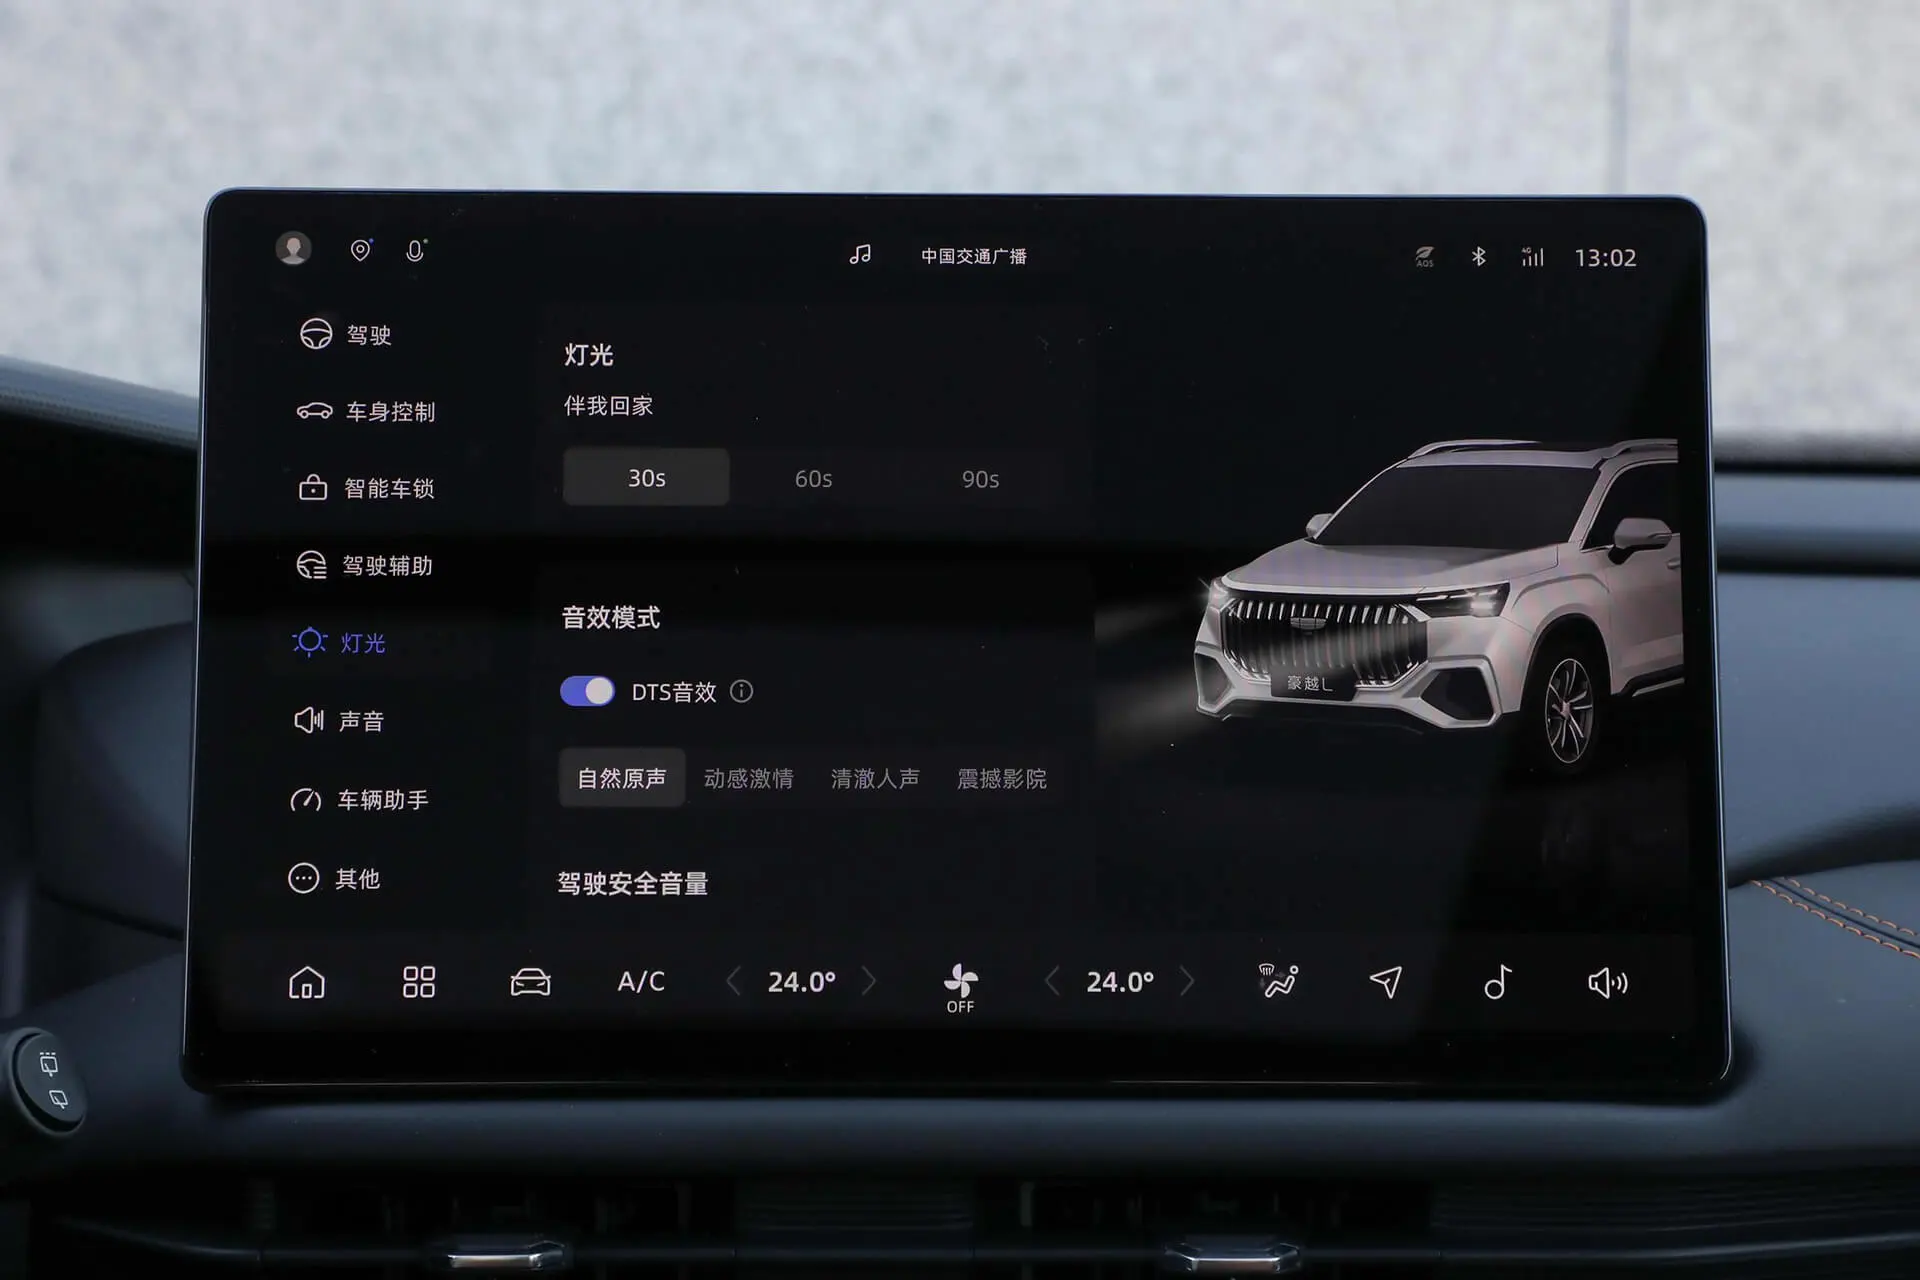 中国交通广播
AQS
4G
13:02
驾驶
车身控制
智能车锁
驾驶辅助
灯光
声音
车辆助手
其他
灯光
伴我回家
30s 60s 90s
音效模式
DTS音效
自然原声 动感激情 清澈人声 震撼影院
驾驶安全音量
豪越L
A/C 24.0° OFF 24.0°